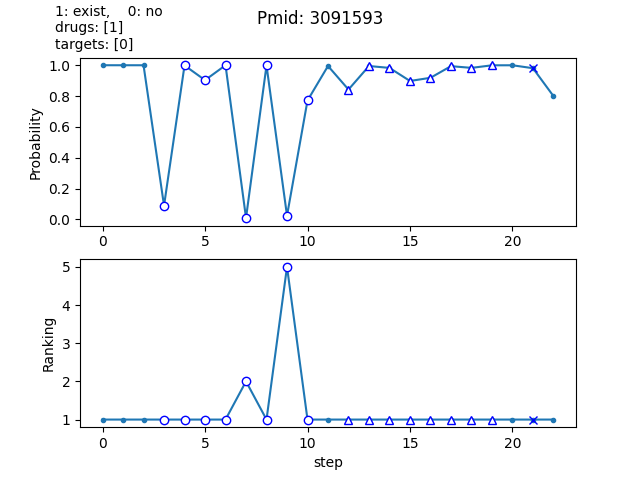 1: exist,    0: no
Pmid: 3091593
drugs: [1]
targets: [0]
1.0
0.8
0.6
0.4
0.2
0.0
Probability
0 5 10 15 20
5
4
3
2
1
Ranking
0 5 10 15 20
step